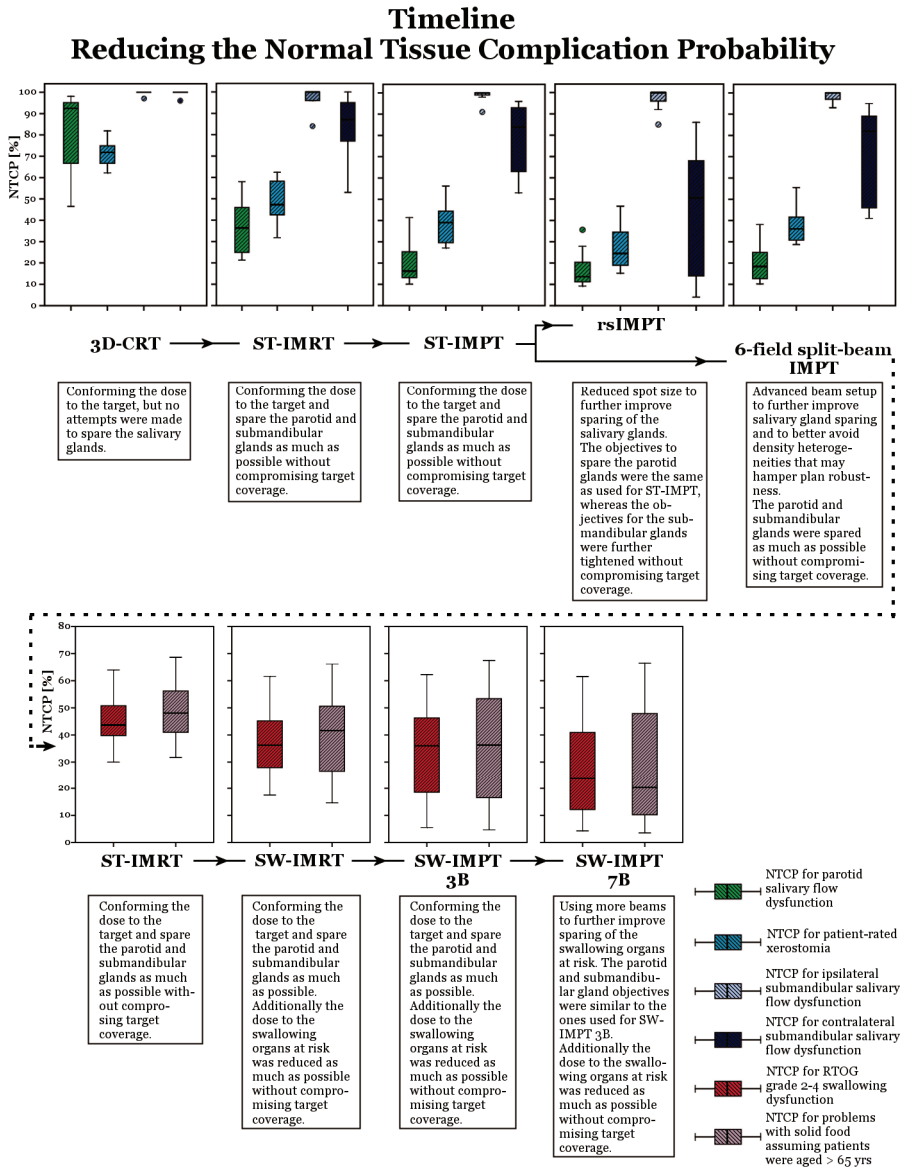 Timeline
Reducing the Normal Tissue Complication Probability
NTCP [%]
100
90
80
70
60
50
40
30
20
10
0
3D-CRT
ST-IMRT
ST-IMPT
rsIMPT
6-field split-beam
IMPT
Conforming the dose
to the target, but no
attempts were made
to spare the salivary
glands.
Conforming the dose
to the target and
spare the parotid and
submandibular
glands as much as
possible without
compromising target
coverage.
Conforming the dose
to the target and
spare the parotid and
submandibular
glands as much as
possible without
compromising target
coverage.
Reduced spot size to
further improve
sparing of the
salivary glands.
The objectives to
spare the parotid
glands were the same
as used for ST-IMPT,
whereas the ob-
jectives for the sub-
mandibular glands
were further
tightened without
compromising target
coverage.
Advanced beam setup
to further improve
salivary gland sparing
and to better avoid
density heteroge-
neities that may
hamper plan robust-
ness.
The parotid and
submandibular
glands were spared
as much as possible
without compromi-
sing target coverage.
NTCP [%]
80
70
60
50
40
30
20
10
0
ST-IMRT
SW-IMRT
SW-IMPT
3B
SW-IMPT
7B
Conforming the
dose to the
target and spare
the parotid and
submandibular
glands as much
as possible with-
out compro-
sing target
coverage.
Conforming the
dose to the
target and spare
the parotid and
submandibular
glands as much
as possible.
Additionally the
dose to the
swallowing
organs at risk
was reduced as
much as possible
without compro-
mising target
coverage.
Conforming the
dose to the
target and spare
the parotid and
submandibular
glands as much
as possible.
Additionally the
dose to the
swallowing
organs at risk
was reduced as
much as possible
without compro-
mising target
coverage.
Using more beams
to further improve
sparing of the
swallowing organs
at risk. The parotid
and submandibu-
lar gland objectives
were similar to the
ones used for SW-
IMPT 3B.
Additionally the
dose to the swallo-
wing organs at risk
was reduced as
much as possible
without compro-
mising target
coverage.
NTCP for parotid
salivary flow
dysfunction
NTCP for patient-rated
xerostomia
NTCP for ipsilateral
submandibular salivary
flow dysfunction
NTCP for contralateral
submandibular salivary
flow dysfunction
NTCP for RTOG
grade 2-4 swallowing
dysfunction
NTCP for problems
with solid food
assuming patients
were aged > 65 yrs